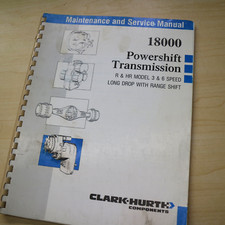 Maintenance and Service Manual
18000
Powershift
Transmission
R & HR MODEL 3 & 6 SPEED
LONG DROP WITH RANGE SHIFT
CLARK-HURTH
COMPONENTS